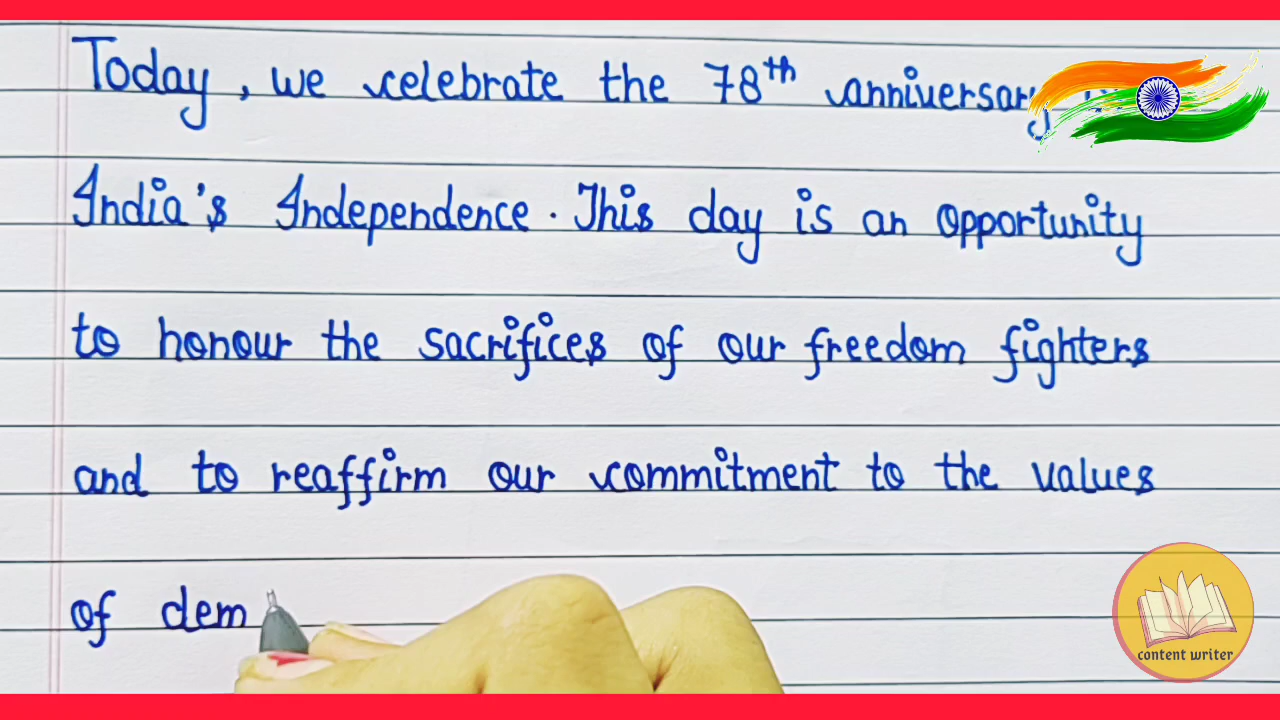 Today, we celebrate the 78th anniversary
India's Independence. This day is an opportunity
to honour the sacrifices of our freedom fighters
and to reaffirm our commitment to the values
of dem
content writer